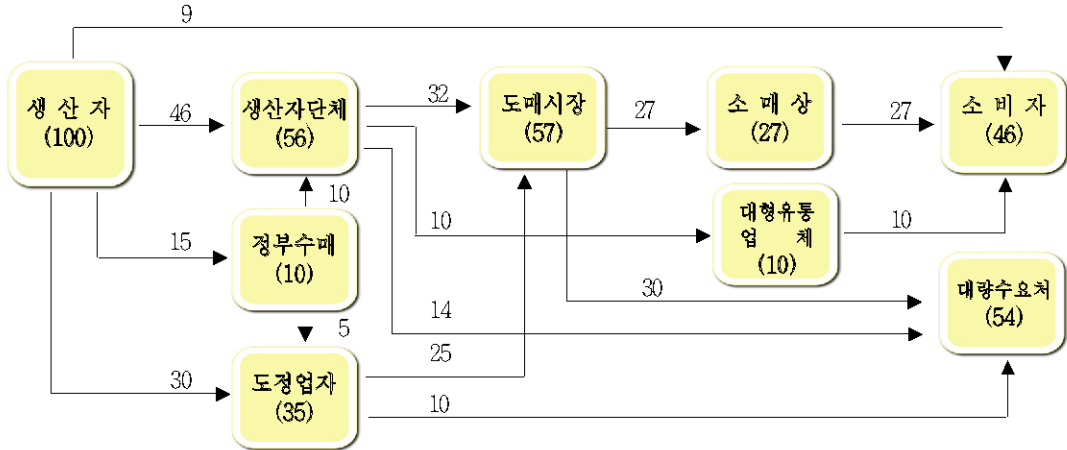 9
생 산 자
(100)
46
생산자단체
(56)
32
도매시장
(57)
27
소 매 상
(27)
27
소 비 자
(46)
10
15
정부수매
(10)
10
대형유통
업 체
(10)
10
30
14
대량수요처
(54)
5
25
30
도정업자
(35)
10